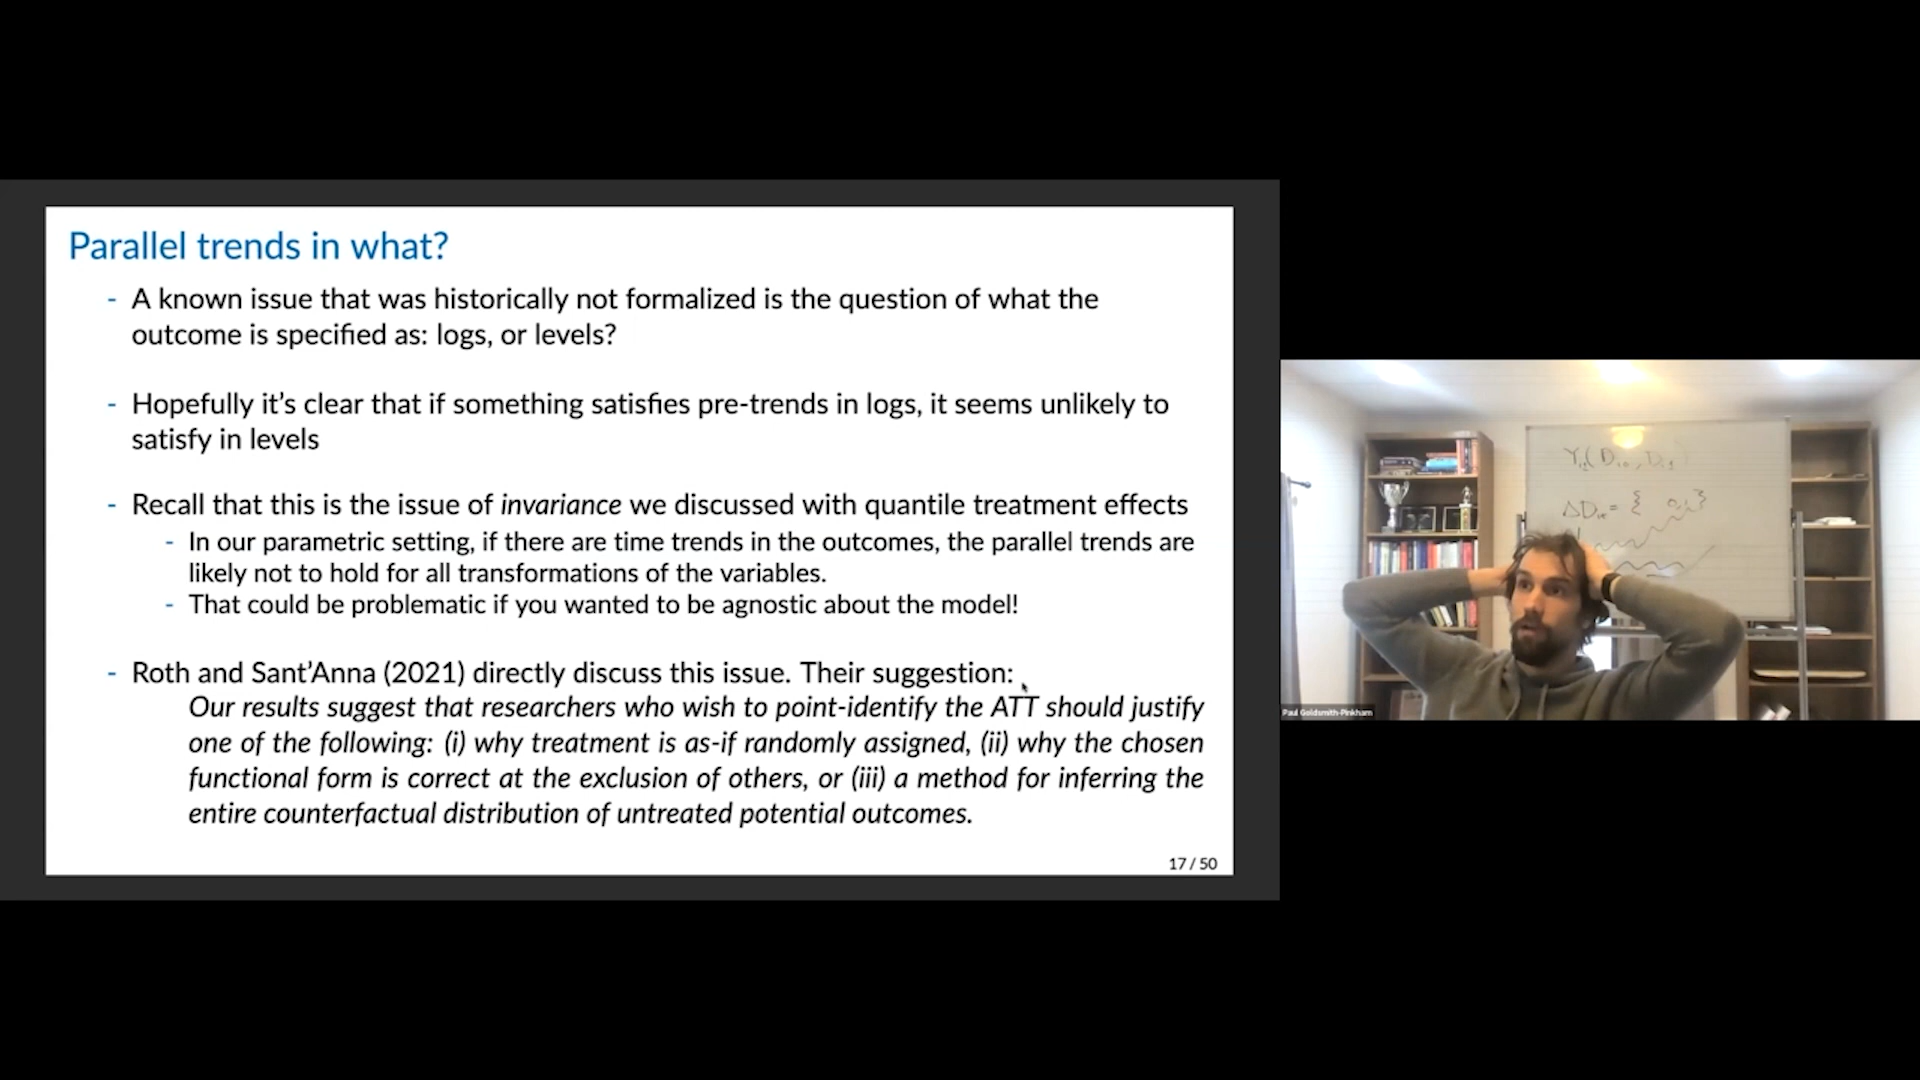 Parallel trends in what?
- A known issue that was historically not formalized is the question of what the
outcome is specified as: logs, or levels?
- Hopefully it's clear that if something satisfies pre-trends in logs, it seems unlikely to
satisfy in levels
- Recall that this is the issue of invariance we discussed with quantile treatment effects
- In our parametric setting, if there are time trends in the outcomes, the parallel trends are
likely not to hold for all transformations of the variables.
- That could be problematic if you wanted to be agnostic about the model!
- Roth and Sant'Anna (2021) directly discuss this issue. Their suggestion:
Our results suggest that researchers who wish to point-identify the ATT should justify
one of the following: (i) why treatment is as-if randomly assigned, (ii) why the chosen
functional form is correct at the exclusion of others, or (iii) a method for inferring the
entire counterfactual distribution of untreated potential outcomes.
17 / 50
Paul Goldsmith-Pinkham